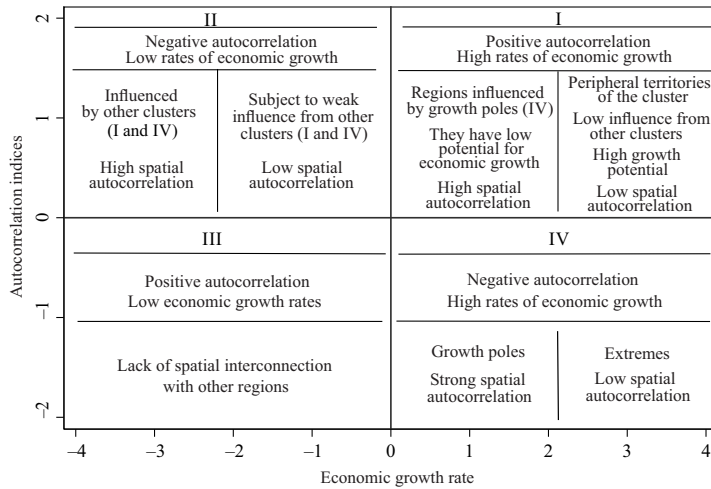 II
Negative autocorrelation
Low rates of economic growth
Influenced
by other clusters
(I and IV)
High spatial
autocorrelation
Subject to weak
influence from other
clusters (I and IV)
Low spatial
autocorrelation
I
Positive autocorrelation
High rates of economic growth
Regions influenced
by growth poles (IV)
They have low
potential for
economic growth
High spatial
autocorrelation
Peripheral territories
of the cluster
Low influence from
other clusters
High growth
potential
Low spatial
autocorrelation
III
Positive autocorrelation
Low economic growth rates
Lack of spatial interconnection
with other regions
IV
Negative autocorrelation
High rates of economic growth
Growth poles
Strong spatial
autocorrelation
Extremes
Low spatial
autocorrelation
Autocorrelation indices
2
1
0
−1
−2
−4 −3 −2 −1 0 1 2 3 4
Economic growth rate